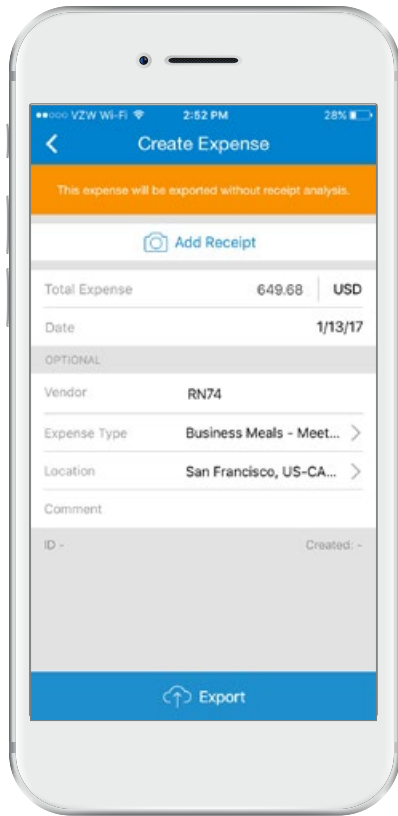 VZW Wi-Fi 2:52 PM 28%
Create Expense
This expense will be exported without receipt analysis.
Add Receipt
Total Expense 649.68 USD
Date 1/13/17
OPTIONAL
Vendor RN74
Expense Type Business Meals - Meet...
Location San Francisco, US-CA...
Comment
ID - Created: -
Export